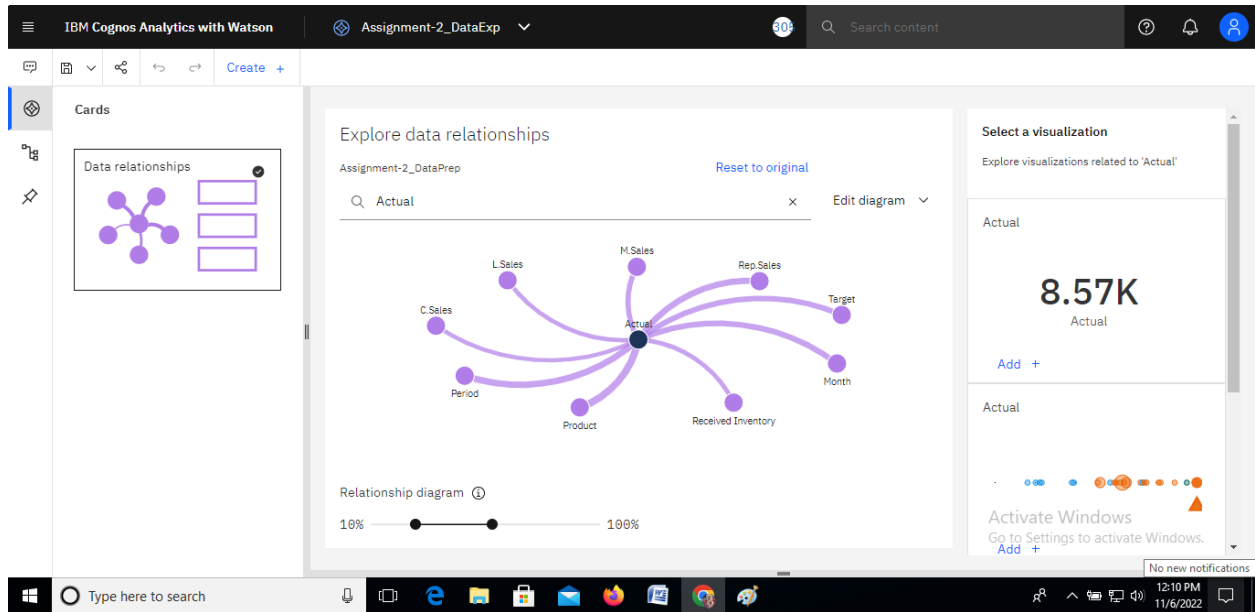 IBM Cognos Analytics with Watson
Assignment-2_DataExp
305
Search content
Create +
Cards
Data relationships
Explore data relationships
Assignment-2_DataPrep
Reset to original
Actual
Edit diagram
M.Sales
L.Sales
Rep.Sales
Target
C.Sales
Actual
Period
Month
Product
Received Inventory
Relationship diagram
10%
100%
Select a visualization
Explore visualizations related to 'Actual'
Actual
8.57K
Actual
Add +
Actual
Activate Windows
Go to Settings to activate Windows.
Add +
No new notifications
Type here to search
12:10 PM
11/6/2022